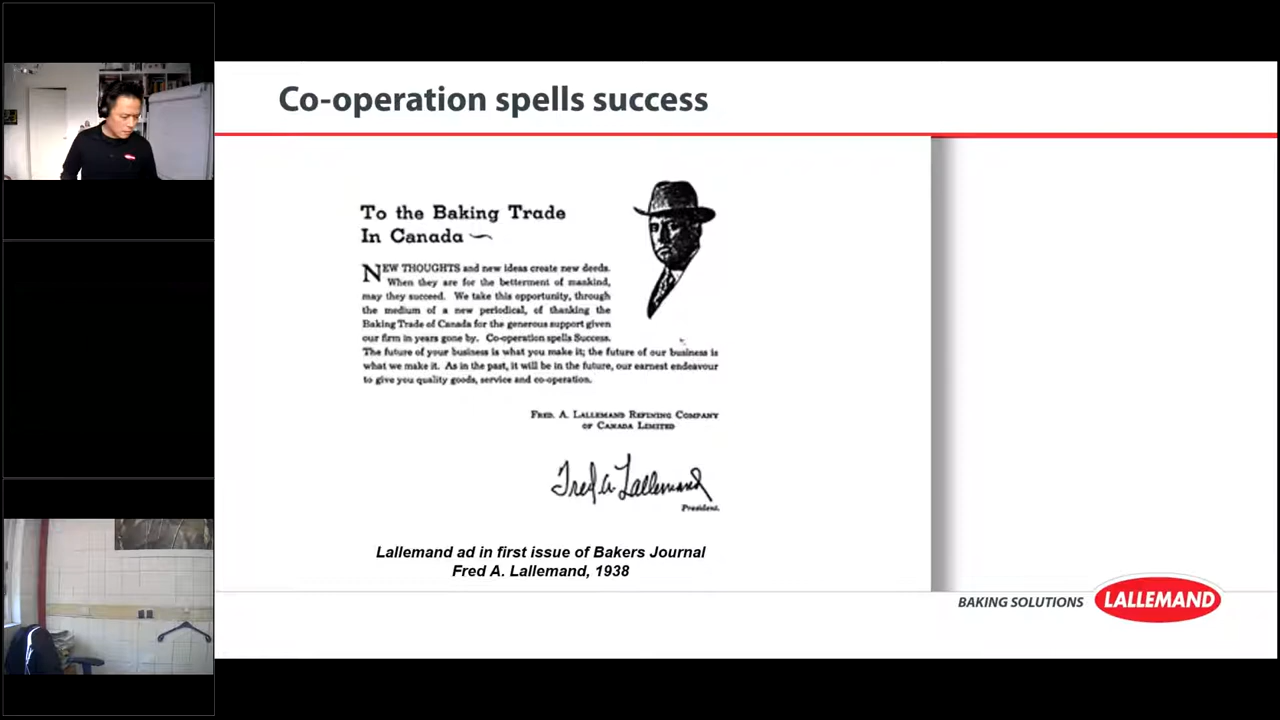 Co-operation spells success
To the Baking Trade
In Canada
NEW THOUGHTS and new ideas create new deeds.
When they are for the betterment of mankind,
may they succeed. We take this opportunity, through
the medium of a new periodical, of thanking the
Baking Trade of Canada for the generous support given
our firm in years gone by. Co-operation spells Success.
The future of your business is what you make it; the future of our business is
what we make it. As in the past, it will be in the future, our earnest endeavour
to give you quality goods, service and co-operation.
FRED. A. LALLEMAND REFINING COMPANY
OF CANADA LIMITED
Fred A. Lallemand
President.
Lallemand ad in first issue of Bakers Journal
Fred A. Lallemand, 1938
BAKING SOLUTIONS LALLEMAND